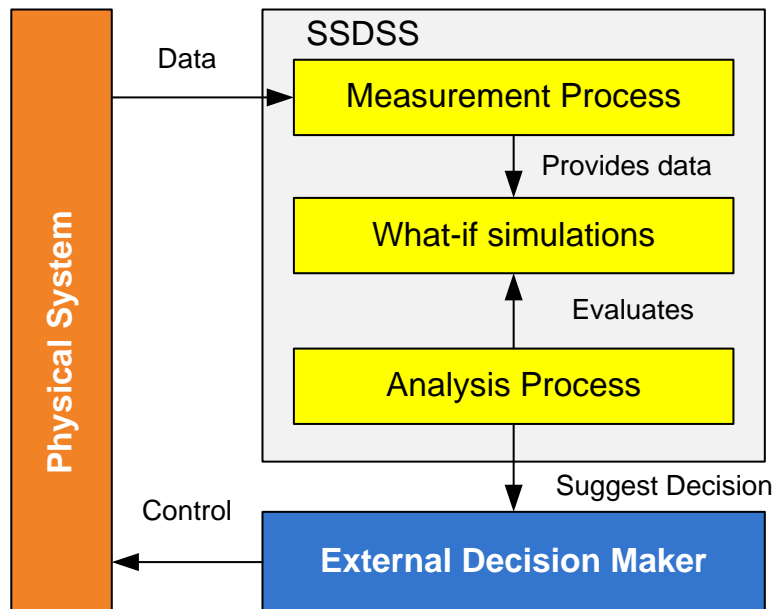 SSDSS
Data
Measurement Process
Provides data
What-if simulations
Evaluates
Analysis Process
Physical System
Suggest Decision
Control
External Decision Maker